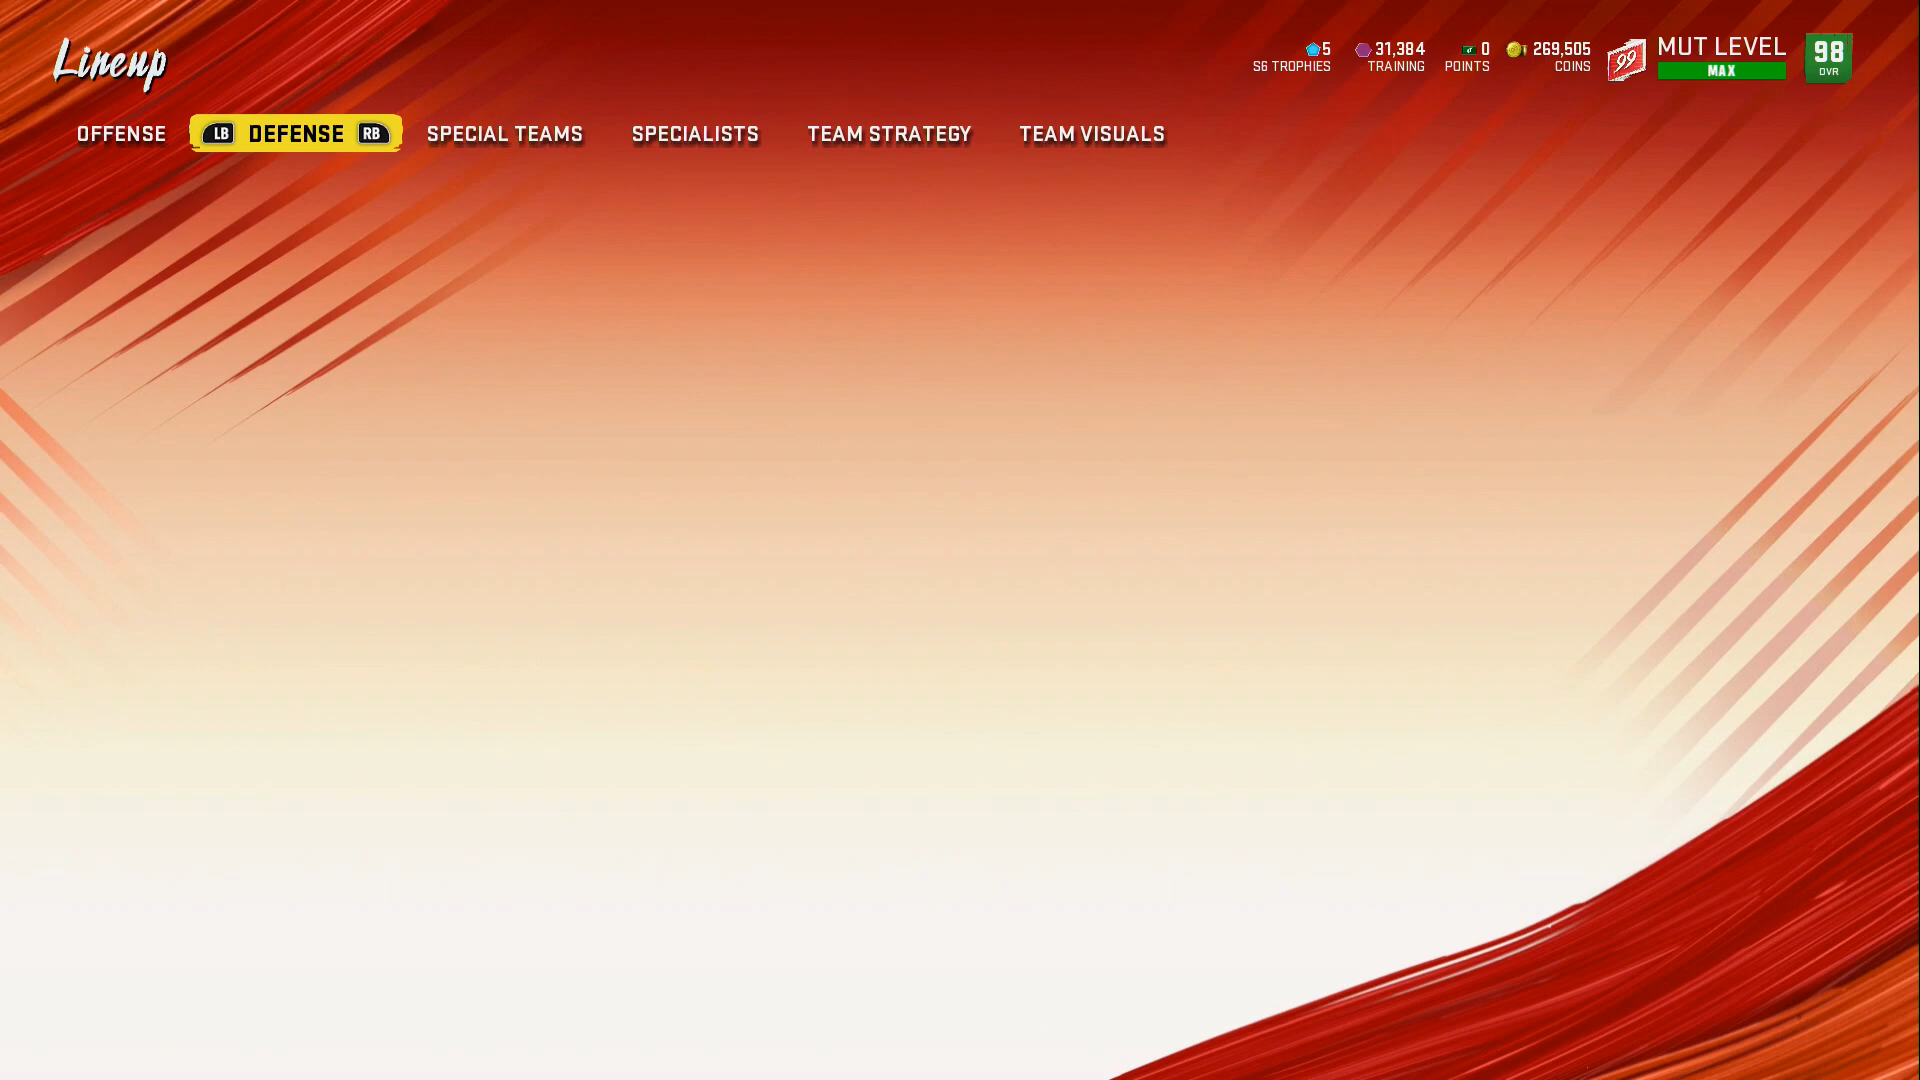 Lineup
5
S6 TROPHIES
31,384
TRAINING
0
POINTS
269,505
COINS
99
MUT LEVEL
MAX
98
OVR
OFFENSE
LB DEFENSE RB
SPECIAL TEAMS
SPECIALISTS
TEAM STRATEGY
TEAM VISUALS